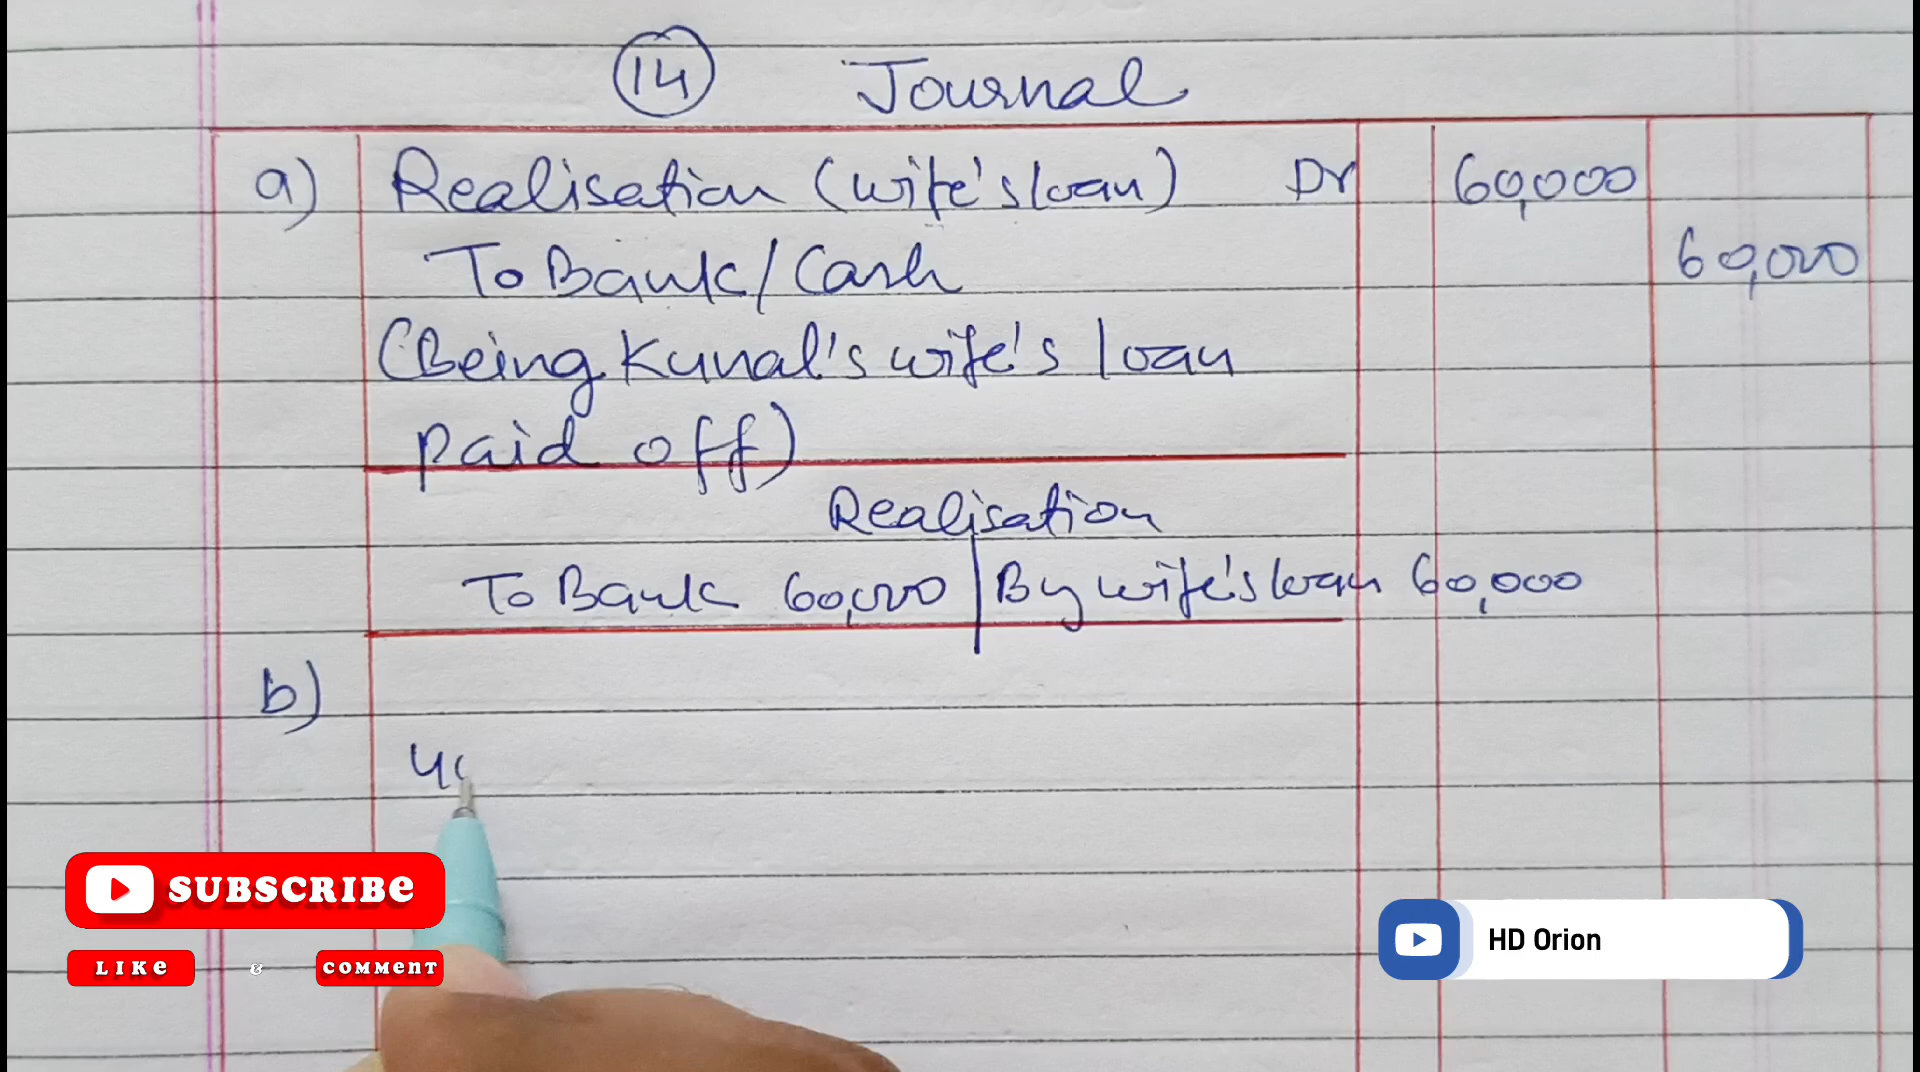 14 Journal
a) Realisation (wife's loan) Dr 60,000
To Bank/Cash 60,000
(Being Kunal's wife's loan
paid off)
Realisation
To Bank 60,000 By wife's loan 60,000
b)
40
SUBSCRIBE
LIKE & COMMENT
HD Orion